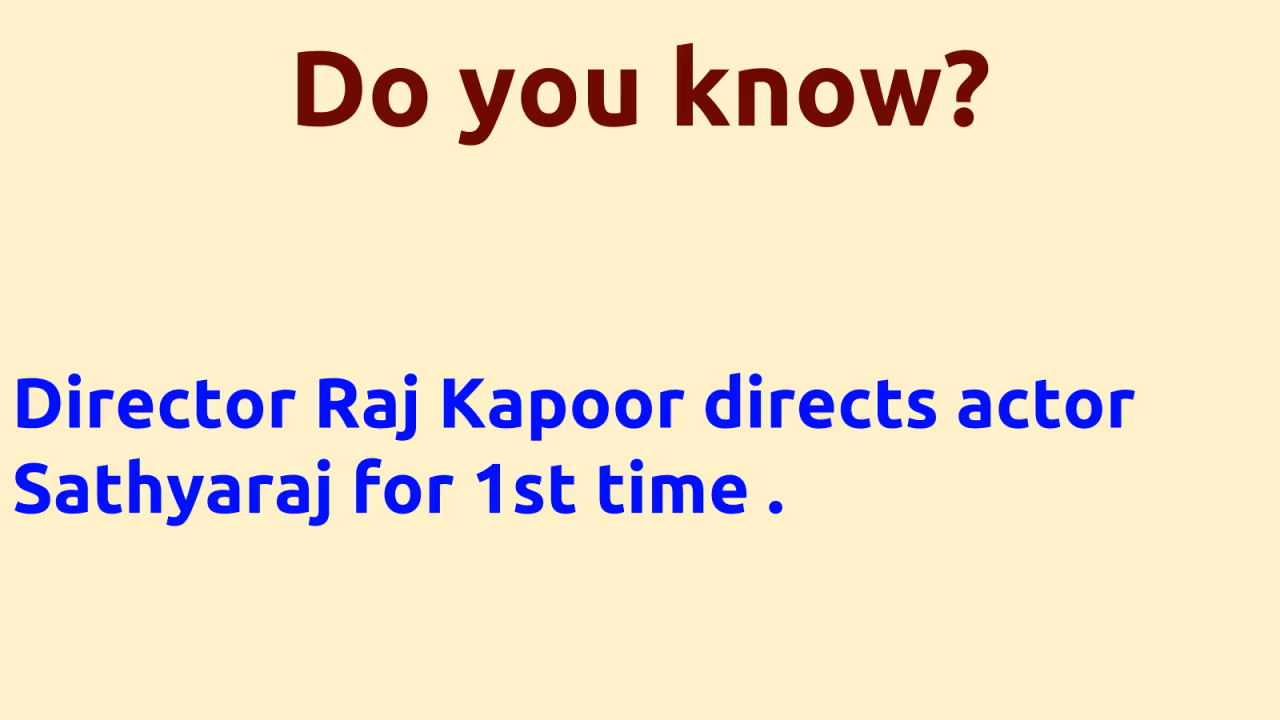 Do you know?
Director Raj Kapoor directs actor
Sathyaraj for 1st time .